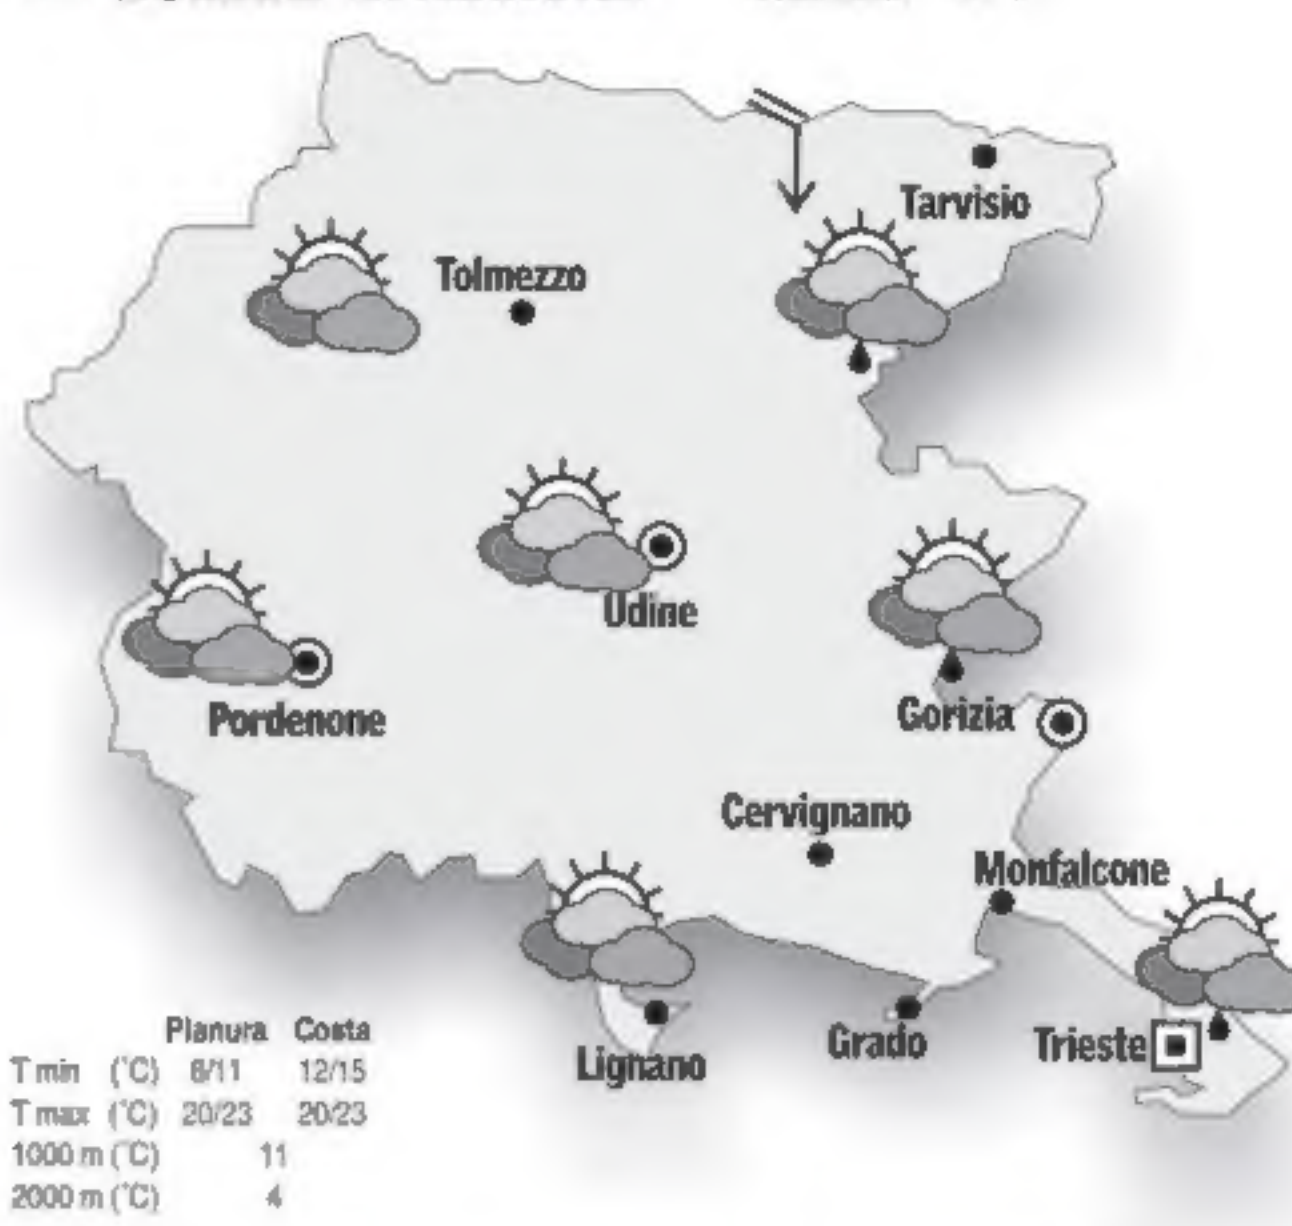 Tarvisio
Tolmezzo
Udine
Pordenone
Gorizia
Cervignano
Monfalcone
Grado
Trieste
Lignano
Pianura Costa
T min (°C) 8/11 12/15
T max (°C) 20/23 20/23
1000 m (°C) 11
2000 m (°C) 4